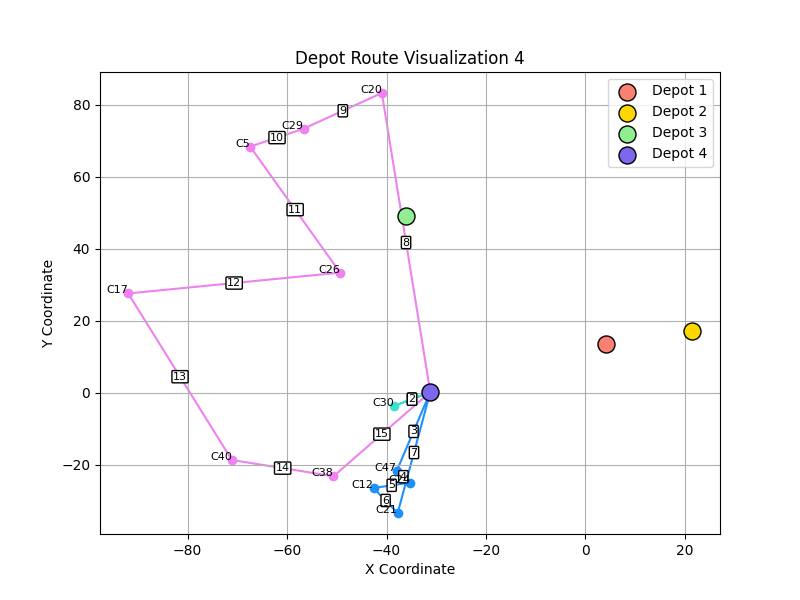 Depot Route Visualization 4
Depot 1
Depot 2
Depot 3
Depot 4
Y Coordinate
80
60
40
20
0
−20
C20
9
C29
10
C5
11
8
C26
12
C17
13
C30
2
3
15
7
C40
14
C38
C47
4
C12
5
6
C21
−80
−60
−40
−20
0
20
X Coordinate